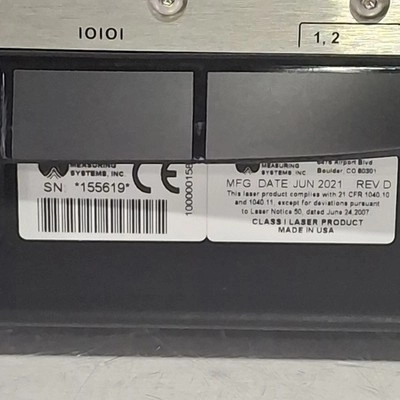 IOIOI
1, 2
MEASURING
SYSTEMS, INC
SN: *155619*
CE
MEASURING
SYSTEMS, INC
Airport Blvd
Boulder, CO 80301
MFG DATE JUN 2021 REV D
This laser product complies with 21 CFR 1040.10
and 1040.11, except for deviations pursuant
to Laser Notice 50, dated June 24,2007.
CLASS I LASER PRODUCT
MADE IN USA